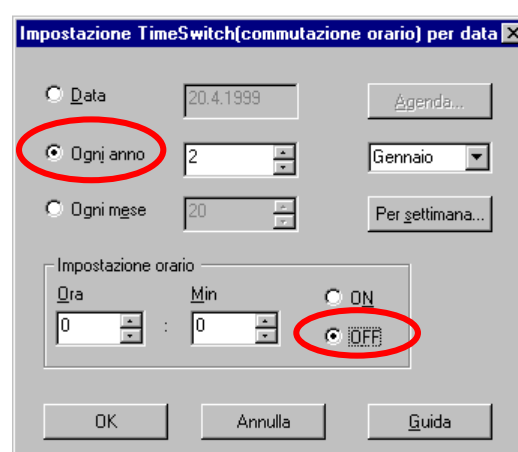 Impostazione TimeSwitch(commutazione orario) per data
Data 20.4.1999 Agenda...
Ogni anno 2 Gennaio
Ogni mese 20 Per settimana...
Impostazione orario
Ora Min ON
0 : 0 OFF
OK Annulla Guida